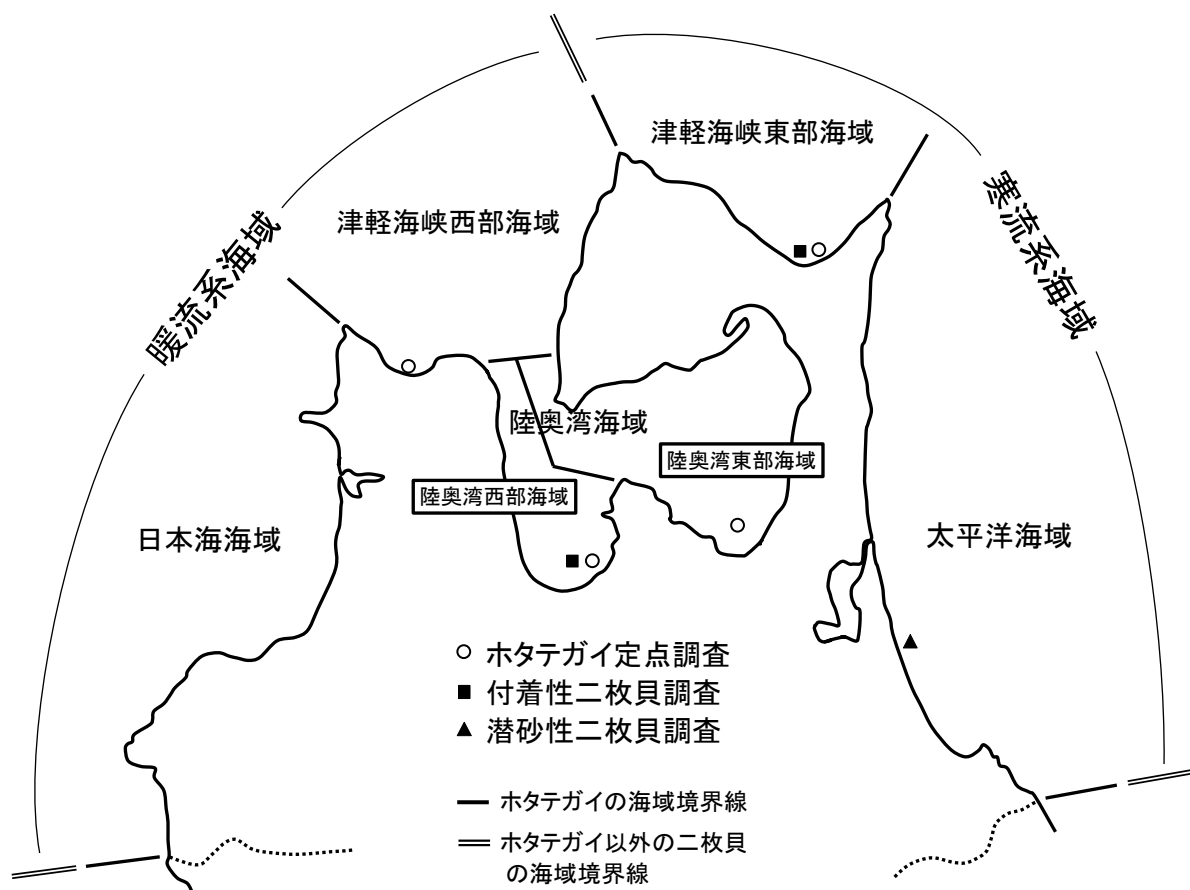 津軽海峡東部海域
津軽海峡西部海域
暖流系海域
寒流系海域
陸奥湾海域
陸奥湾東部海域
陸奥湾西部海域
日本海海域
太平洋海域
○ ホタテガイ定点調査
■ 付着性二枚貝調査
▲ 潜砂性二枚貝調査
ホタテガイの海域境界線
ホタテガイ以外の二枚貝
の海域境界線